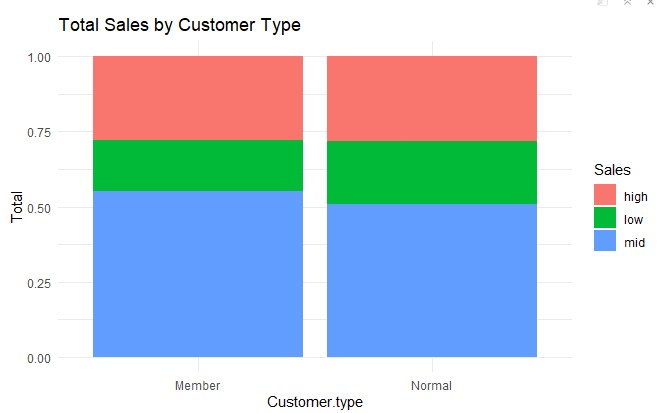 Total Sales by Customer Type
1.00
0.75
0.50
0.25
0.00
Total
Member Normal
Customer.type
Sales
high
low
mid